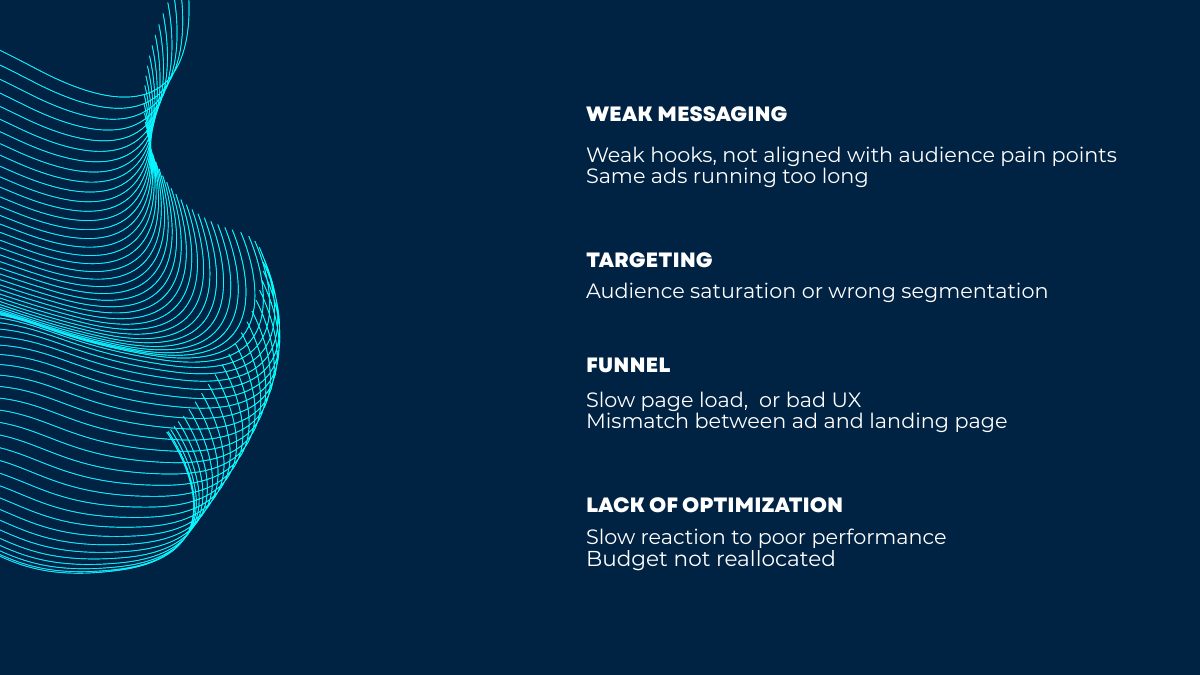 WEAK MESSAGING
Weak hooks, not aligned with audience pain points
Same ads running too long
TARGETING
Audience saturation or wrong segmentation
FUNNEL
Slow page load,  or bad UX
Mismatch between ad and landing page
LACK OF OPTIMIZATION
Slow reaction to poor performance
Budget not reallocated